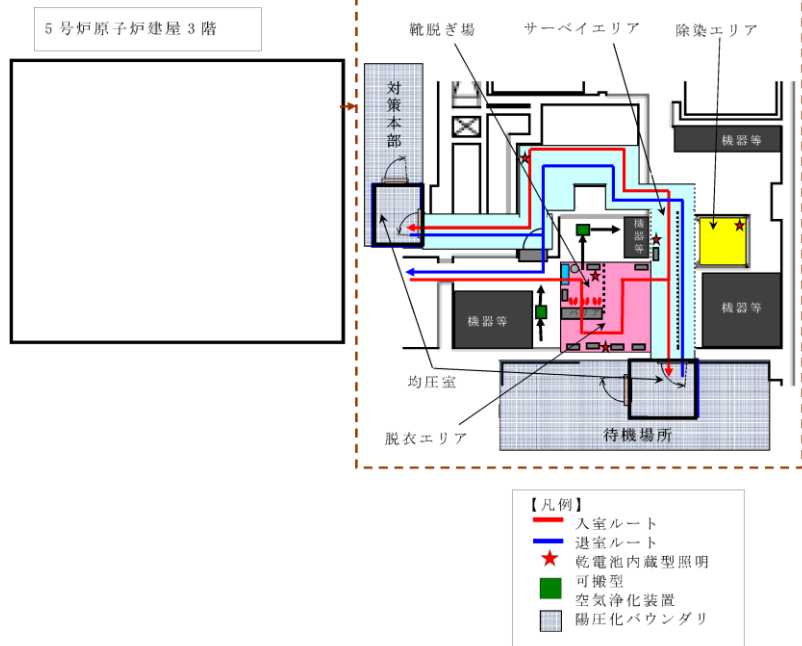 5号炉原子炉建屋3階
靴脱ぎ場
サーベイエリア
除染エリア
対策本部
機器等
機器等
機器等
機器等
バリア
均圧室
脱衣エリア
待機場所
【凡例】
入室ルート
退室ルート
乾電池内蔵型照明
可搬型
空気浄化装置
陽圧化バウンダリ